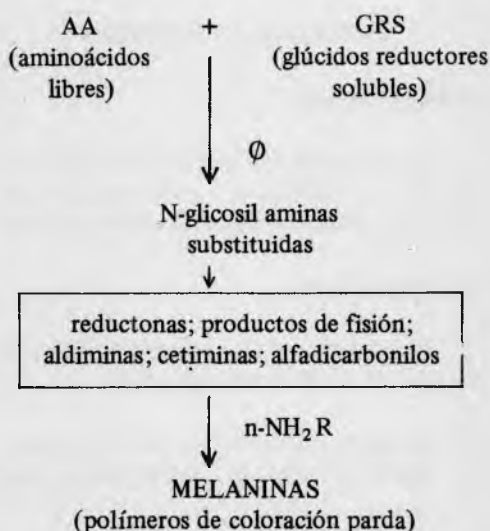 AA + GRS
(aminoácidos (glúcidos reductores
libres) solubles)
Ø
N-glicosil aminas
substituidas
reductonas; productos de fisión;
aldiminas; cetiminas; alfadicarbonilos
n-NH₂ R
MELANINAS
(polímeros de coloración parda)